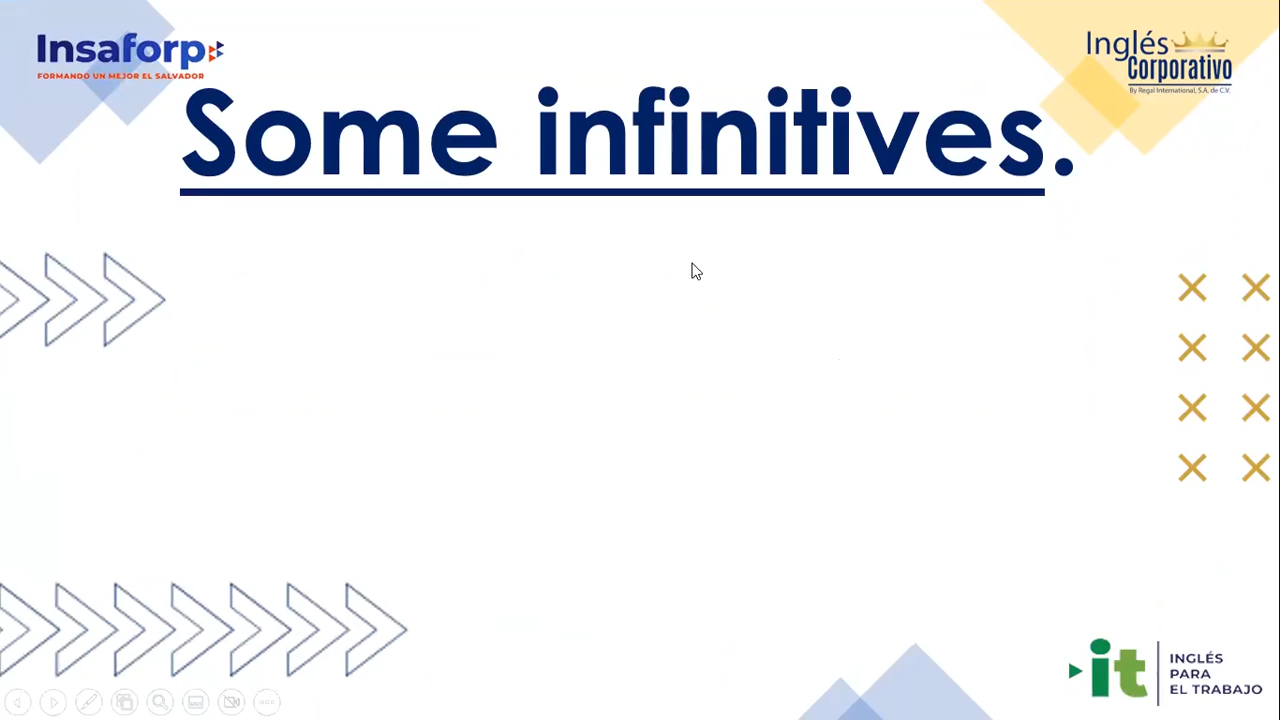 Insaforp
FORMANDO UN MEJOR EL SALVADOR
Inglés
Corporativo
By Regal International, S.A. de C.V.
Some infinitives.
it
INGLÉS
PARA
EL TRABAJO